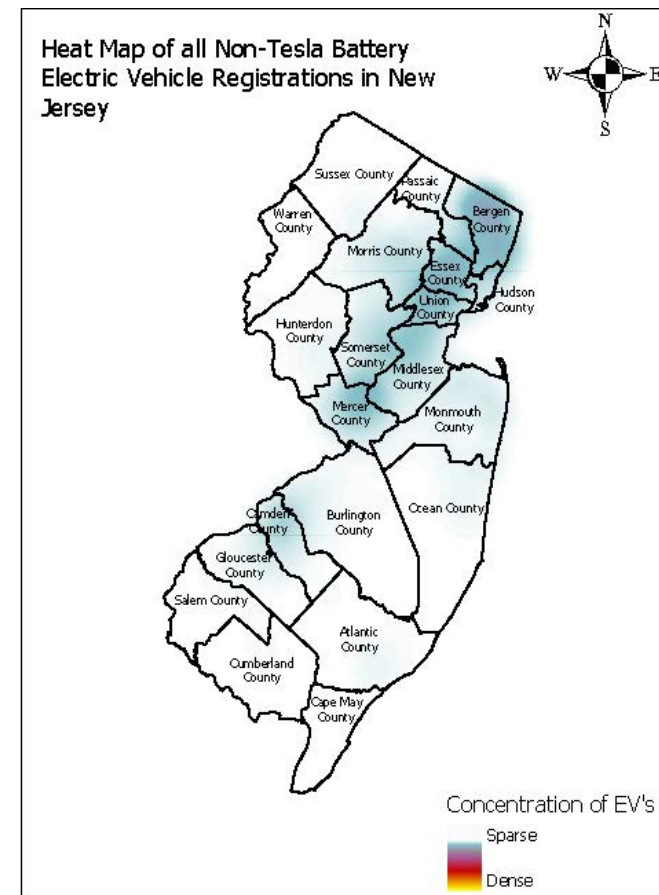 Heat Map of all Non-Tesla Battery
Electric Vehicle Registrations in New
Jersey
N
W
E
S
Sussex County
Passaic
County
Bergen
County
Warren
County
Morris County
Essex
County
Hudson
County
Union
County
Hunterdon
County
Somerset
County
Middlesex
County
Mercer
County
Monmouth
County
Ocean County
Camden
County
Burlington
County
Gloucester
County
Salem County
Atlantic
County
Cumberland
County
Cape May
County
Concentration of EV's
Sparse
Dense